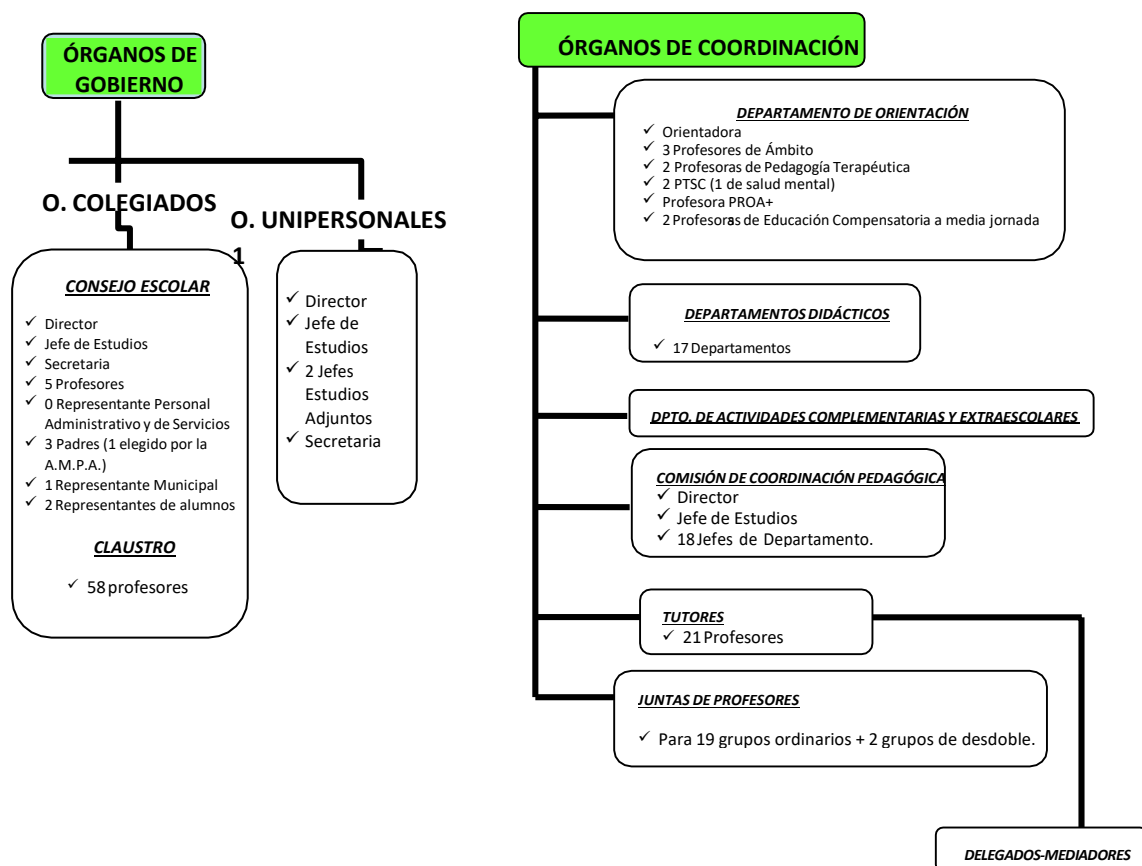 ÓRGANOS DE
GOBIERNO
O. COLEGIADOS
O. UNIPERSONALES
1
CONSEJO ESCOLAR
✓ Director
✓ Jefe de Estudios
✓ Secretaria
✓ 5 Profesores
✓ 0 Representante Personal
Administrativo y de Servicios
✓ 3 Padres (1 elegido por la
A.M.P.A.)
✓ 1 Representante Municipal
✓ 2 Representantes de alumnos
CLAUSTRO
✓ 58 profesores
✓ Director
✓ Jefe de
Estudios
✓ 2 Jefes
Estudios
Adjuntos
✓ Secretaria
ÓRGANOS DE COORDINACIÓN
DEPARTAMENTO DE ORIENTACIÓN
✓ Orientadora
✓ 3 Profesores de Ámbito
✓ 2 Profesoras de Pedagogía Terapéutica
✓ 2 PTSC (1 de salud mental)
✓ Profesora PROA+
✓ 2 Profesoras de Educación Compensatoria a media jornada
DEPARTAMENTOS DIDÁCTICOS
✓ 17 Departamentos
DPTO. DE ACTIVIDADES COMPLEMENTARIAS Y EXTRAESCOLARES
COMISIÓN DE COORDINACIÓN PEDAGÓGICA
✓ Director
✓ Jefe de Estudios
✓ 18 Jefes de Departamento.
TUTORES
✓ 21 Profesores
JUNTAS DE PROFESORES
✓ Para 19 grupos ordinarios + 2 grupos de desdoble.
DELEGADOS-MEDIADORES